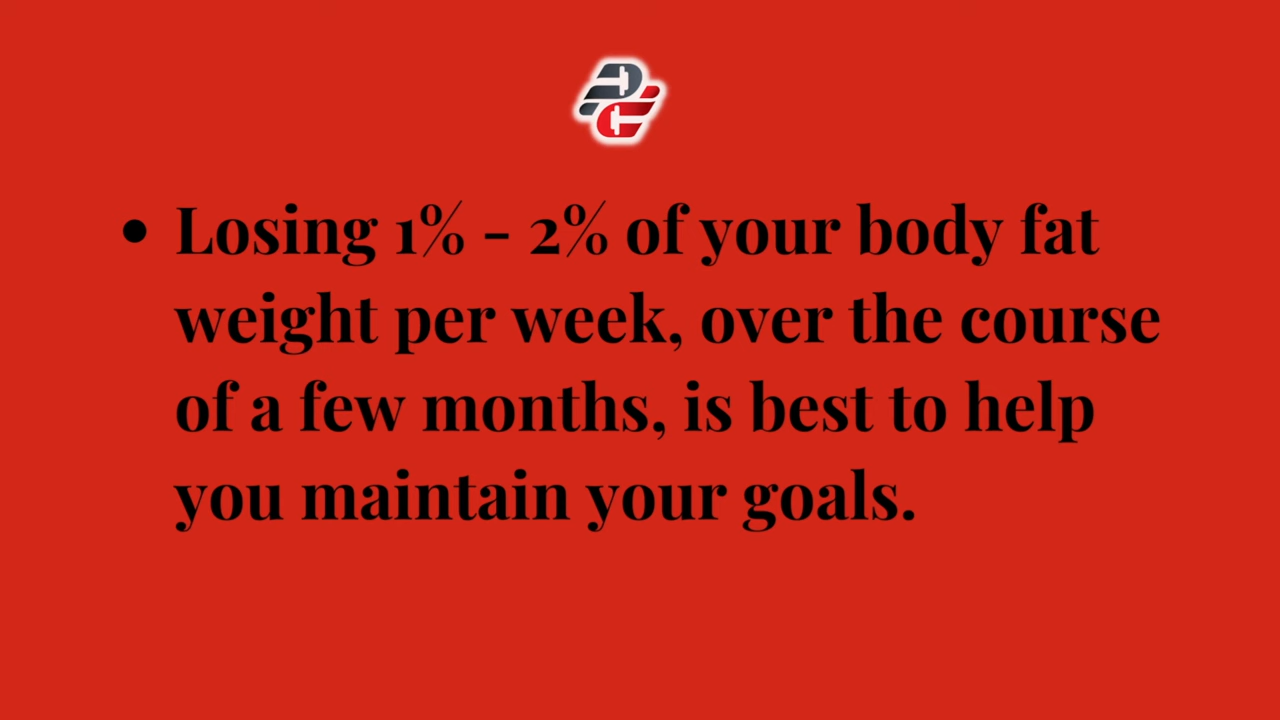 • Losing 1% - 2% of your body fat
weight per week, over the course
of a few months, is best to help
you maintain your goals.